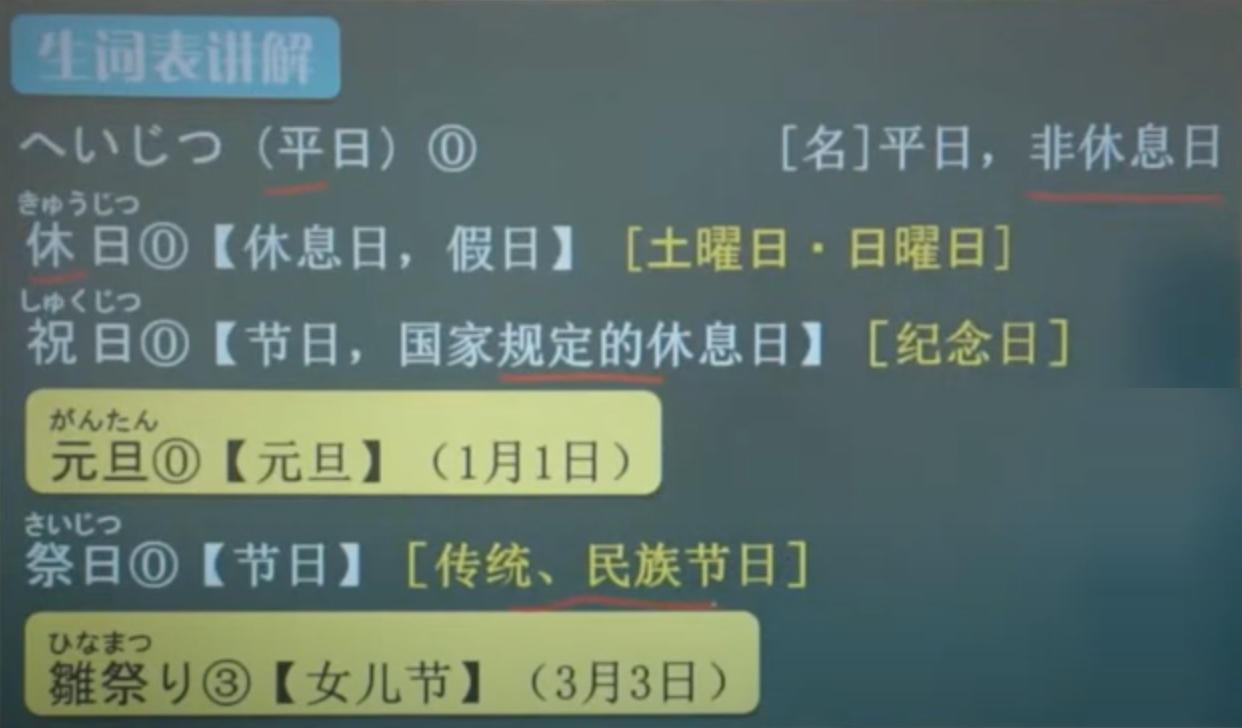 生词表讲解
へいじつ（平日）⓪ [名]平日，非休息日
きゅうじつ
休日⓪【休息日，假日】 [土曜日・日曜日]
しゅくじつ
祝日⓪【节日，国家规定的休息日】 [纪念日]
がんたん
元旦⓪【元旦】（1月1日）
さいじつ
祭日⓪【节日】 [传统、民族节日]
ひなまつ
雛祭り③【女儿节】（3月3日）